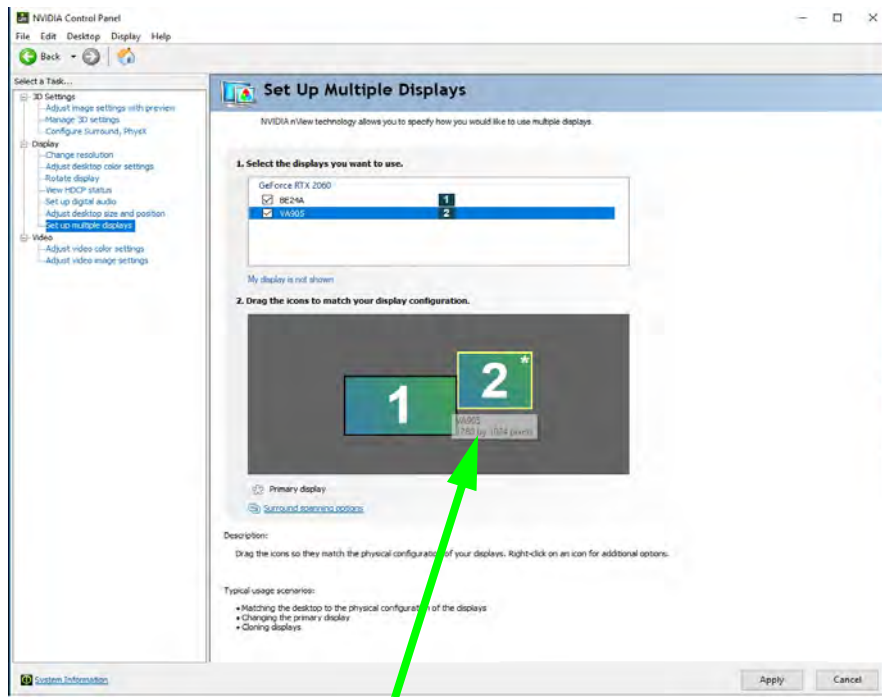 NVIDIA Control Panel
File Edit Desktop Display Help
Back
Select a Task...
3D Settings
Adjust image settings with preview
Manage 3D settings
Configure Surround, PhysX
Display
Change resolution
Adjust desktop color settings
Rotate display
View HDCP status
Set up digital audio
Adjust desktop size and position
Set up multiple displays
Video
Adjust video color settings
Adjust video image settings
Set Up Multiple Displays
NVIDIA nView technology allows you to specify how you would like to use multiple displays.
1. Select the displays you want to use.
GeForce RTX 2060
BE24A 1
VA905 2
My display is not shown
2. Drag the icons to match your display configuration.
2 *
1
VA905
by 1024 pixels
Primary display
Surround spanning options
Description:
Drag the icons so they match the physical configuration of your displays. Right-click on an icon for additional options.
Typical usage scenarios:
• Matching the desktop to the physical configuration of the displays
• Changing the primary display
• Cloning displays
System Information
Apply Cancel